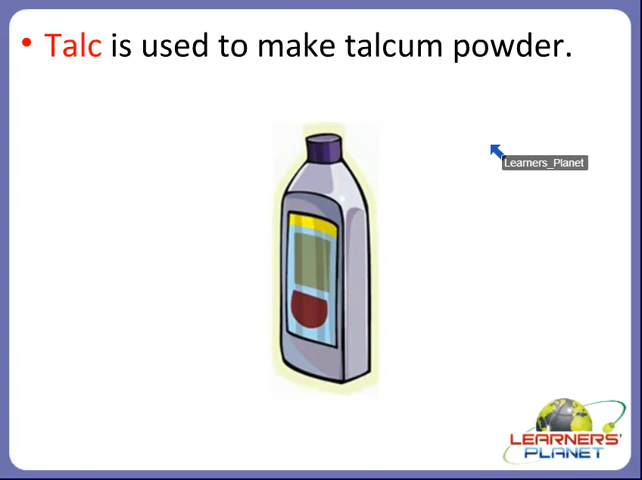 • Talc is used to make talcum powder.
Learners_Planet
LEARNERS'
PLANET